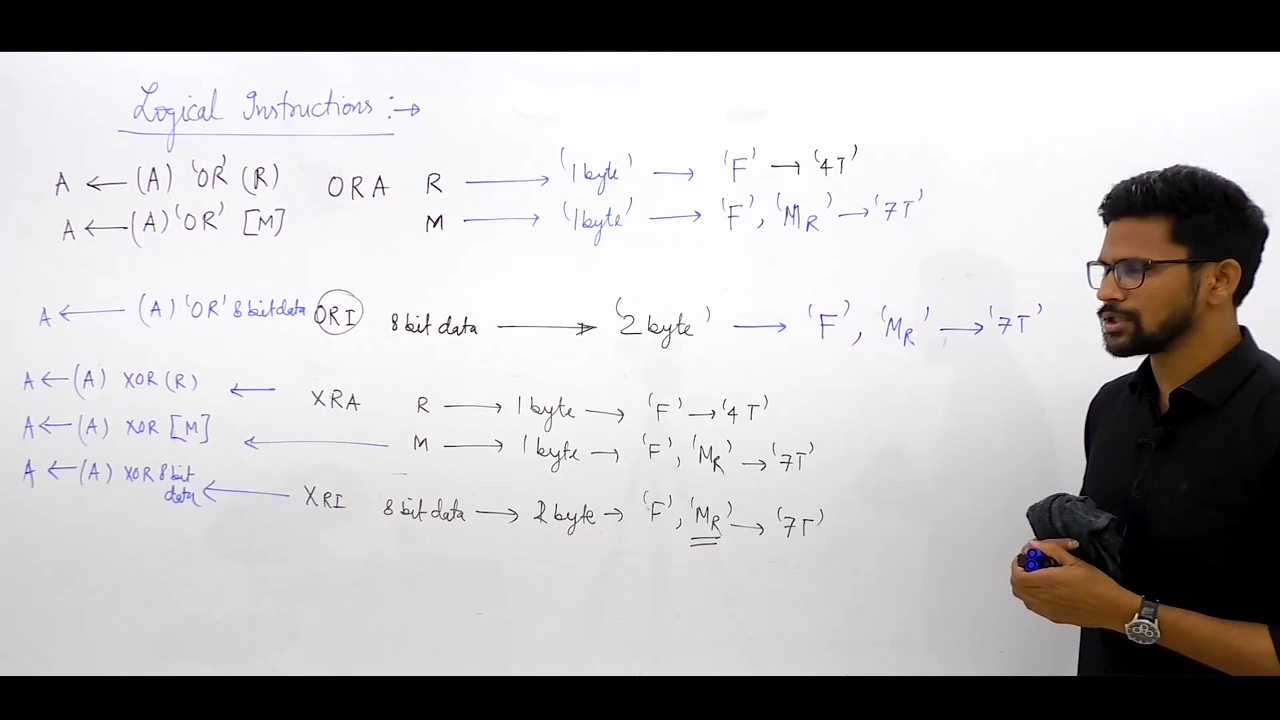 Logical Instructions :→
A ← (A) 'OR' (R) ORA R → '1 byte' → 'F' → '4T'
A ← (A) 'OR' [M] M → '1 byte' → 'F', 'MR' → '7T'
A ← (A) 'OR' 8 bit data ORI 8 bit data → '2 byte' → 'F', 'MR' → '7T'
A ← (A) XOR (R) ← XRA R → 1 byte → 'F' → '4T'
A ← (A) XOR [M] ← M → 1 byte → 'F', 'MR' → '7T'
A ← (A) XOR 8 bit
data ← XRI 8 bit data → 2 byte → 'F', 'MR' → '7T'